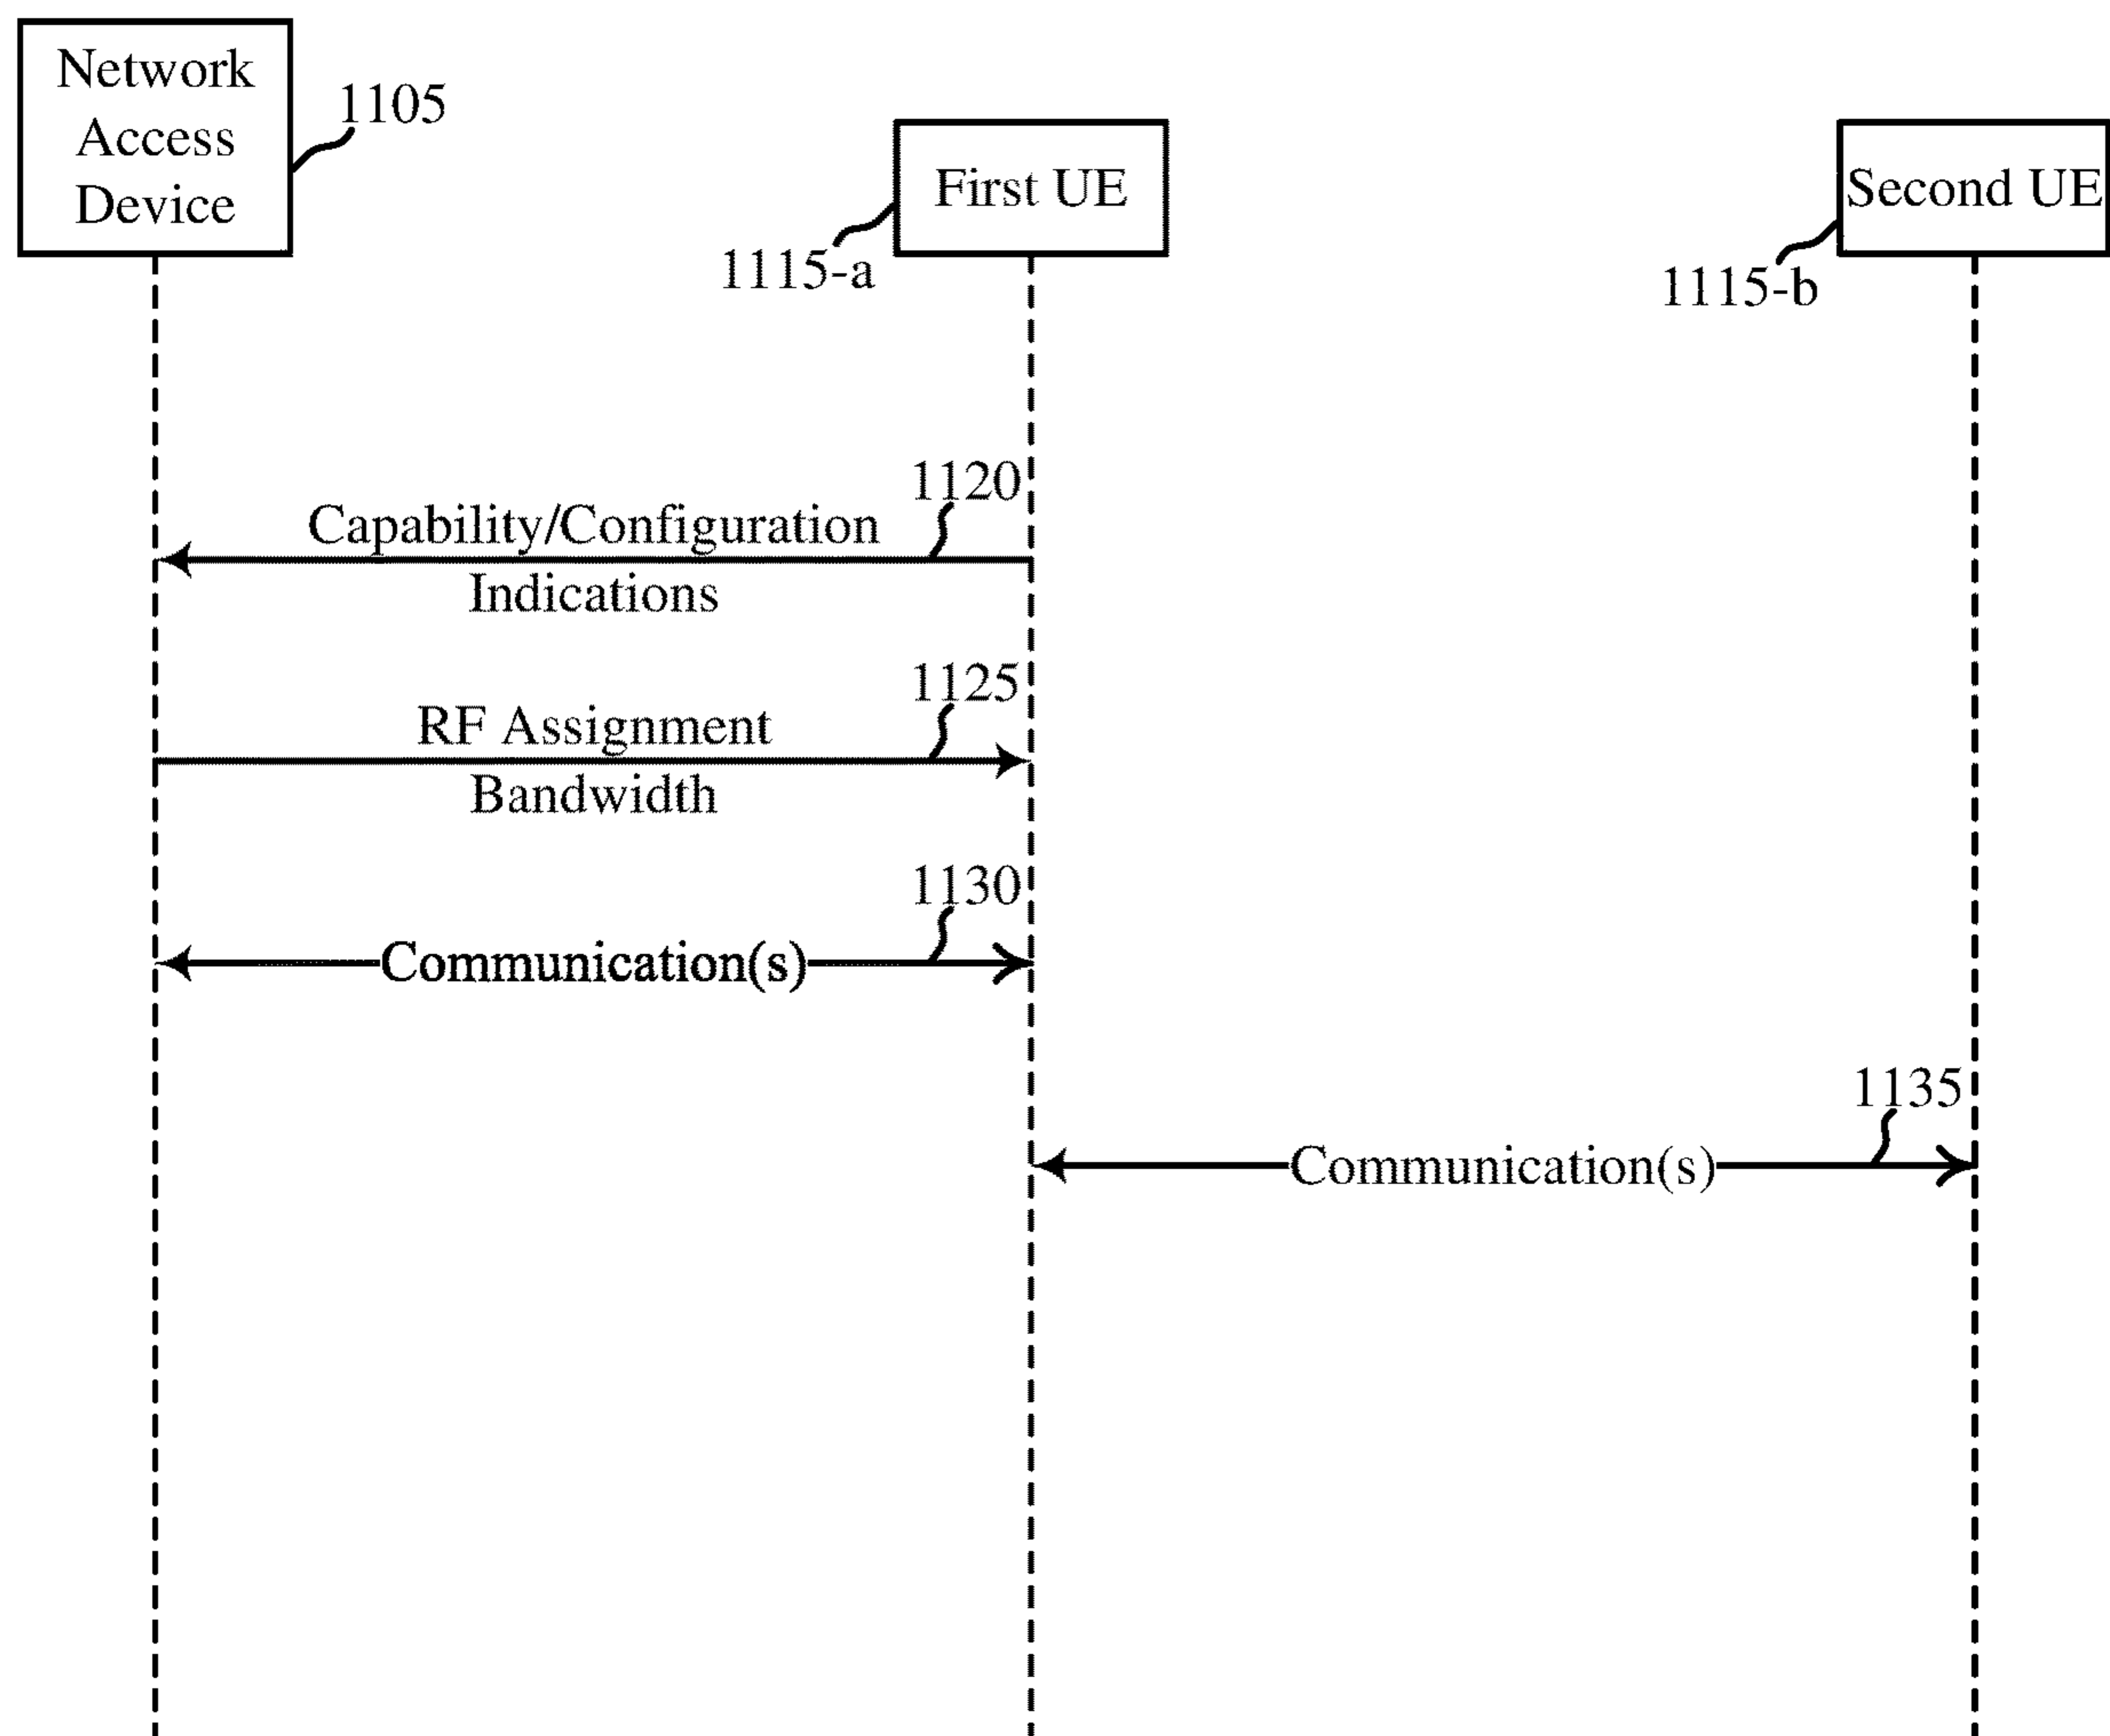 Network
Access
Device
1105
First UE
1115-a
Second UE
1115-b
1120
Capability/Configuration
Indications
1125
RF Assignment
Bandwidth
1130
Communication(s)
1135
Communication(s)